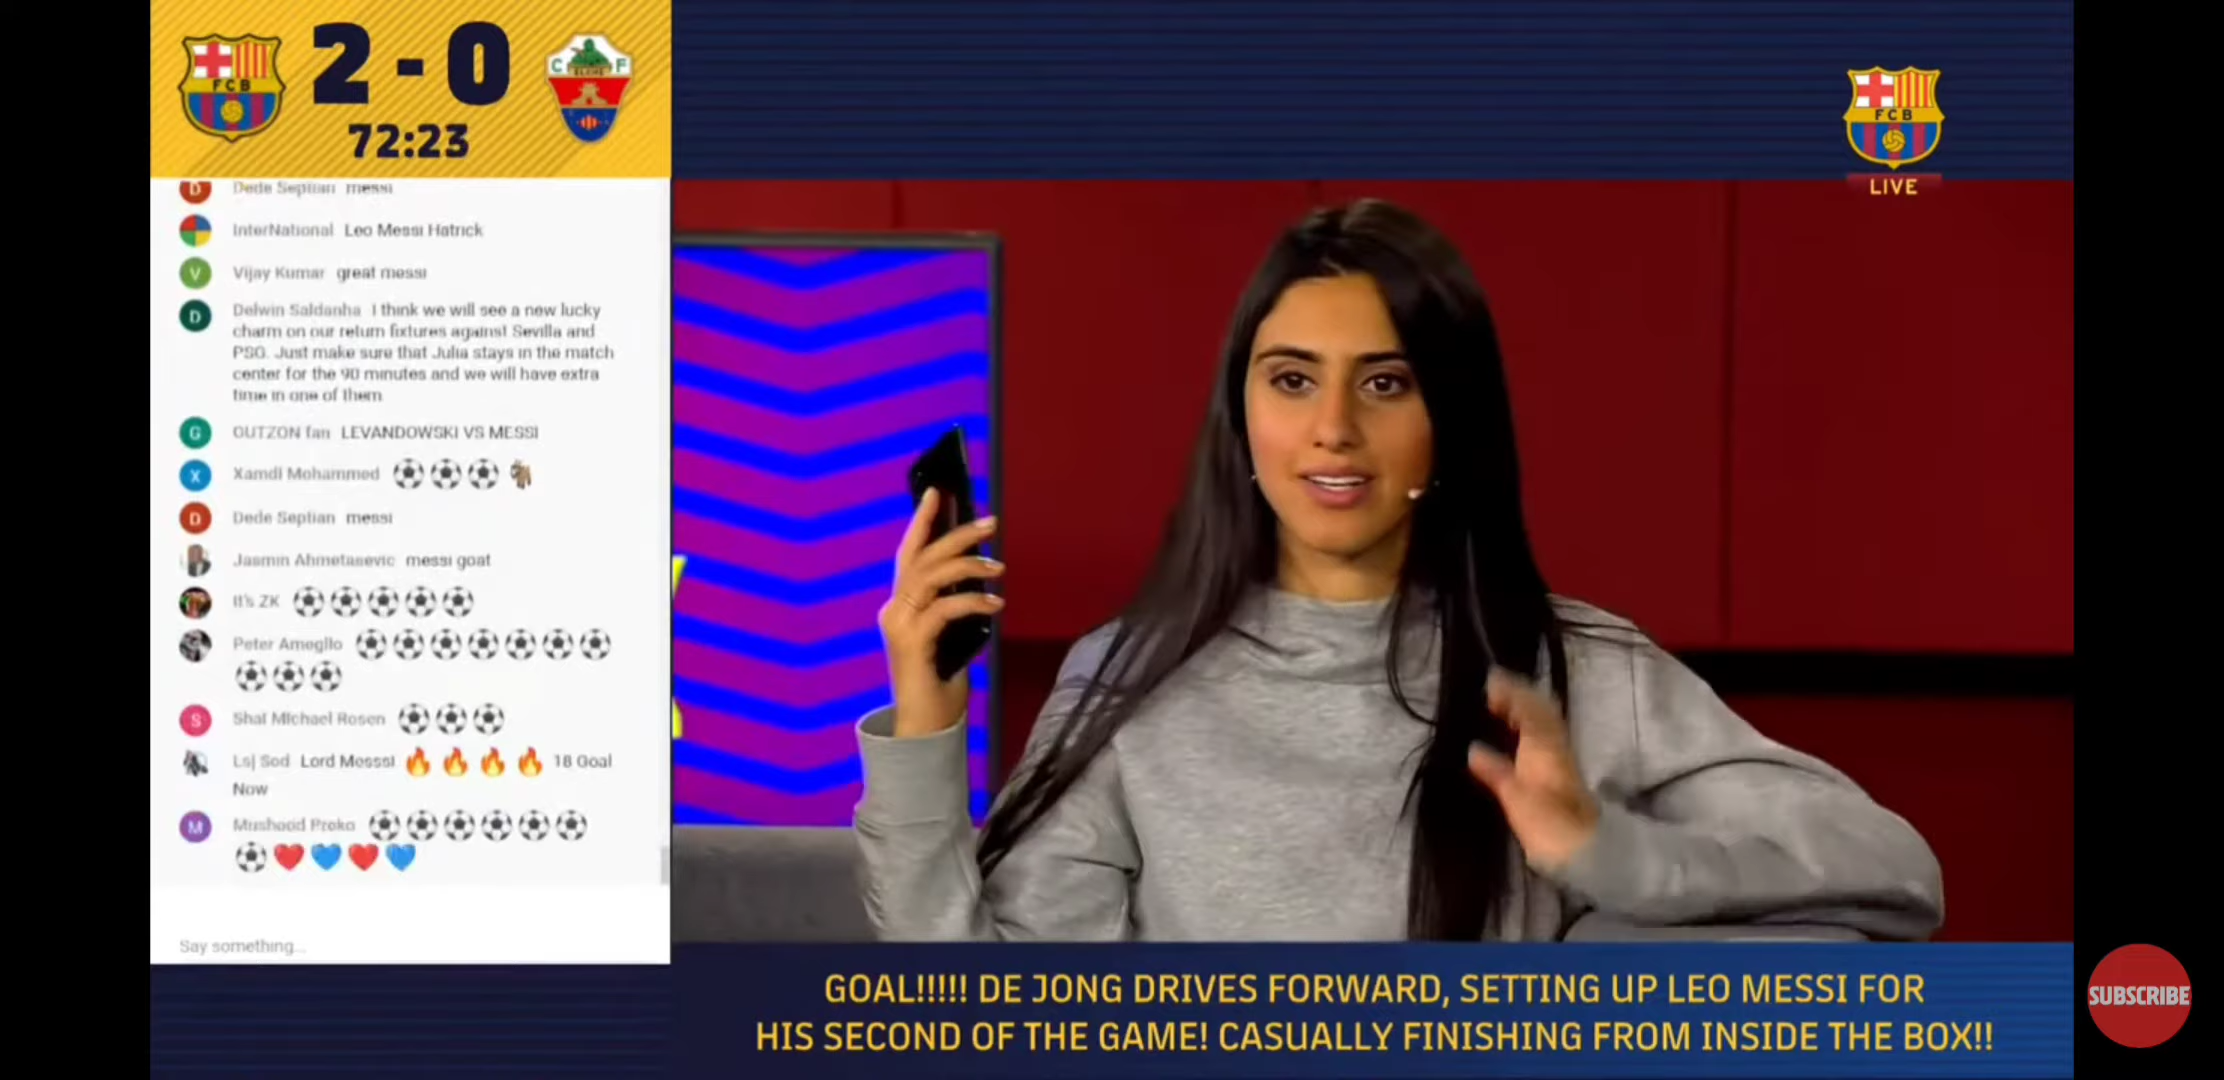 2 - 0
FCB
C F
ELCHE
72:23
D Dede Septian messi
InterNational Leo Messi Hatrick
V Vijay Kumar great messi
D Delwin Saldanha I think we will see a new lucky
charm on our return fixtures against Sevilla and
PSG. Just make sure that Julia stays in the match
center for the 90 minutes and we will have extra
time in one of them
G GUTZON fan LEVANDOWSKI VS MESSI
X Xamdi Mohammed ⚽⚽⚽🐐
D Dede Septian messi
Jasmin Ahmetasevic messi goat
It's ZK ⚽⚽⚽⚽⚽
Peter Amogllo ⚽⚽⚽⚽⚽⚽⚽
⚽⚽⚽
S Shai Michael Rosen ⚽⚽⚽
Lsj Sod Lord Messsi 🔥🔥🔥🔥 18 Goal
Now
M Mushood Proko ⚽⚽⚽⚽⚽⚽
⚽❤️💙❤️💙
Say something...
FCB
LIVE
GOAL!!!!! DE JONG DRIVES FORWARD, SETTING UP LEO MESSI FOR
HIS SECOND OF THE GAME! CASUALLY FINISHING FROM INSIDE THE BOX!!
SUBSCRIBE